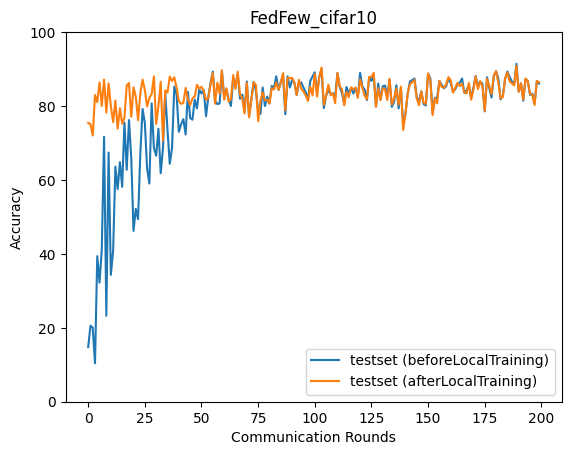 FedFew_cifar10
100
80
60
40
20
0
Accuracy
0 25 50 75 100 125 150 175 200
Communication Rounds
testset (beforeLocalTraining)
testset (afterLocalTraining)